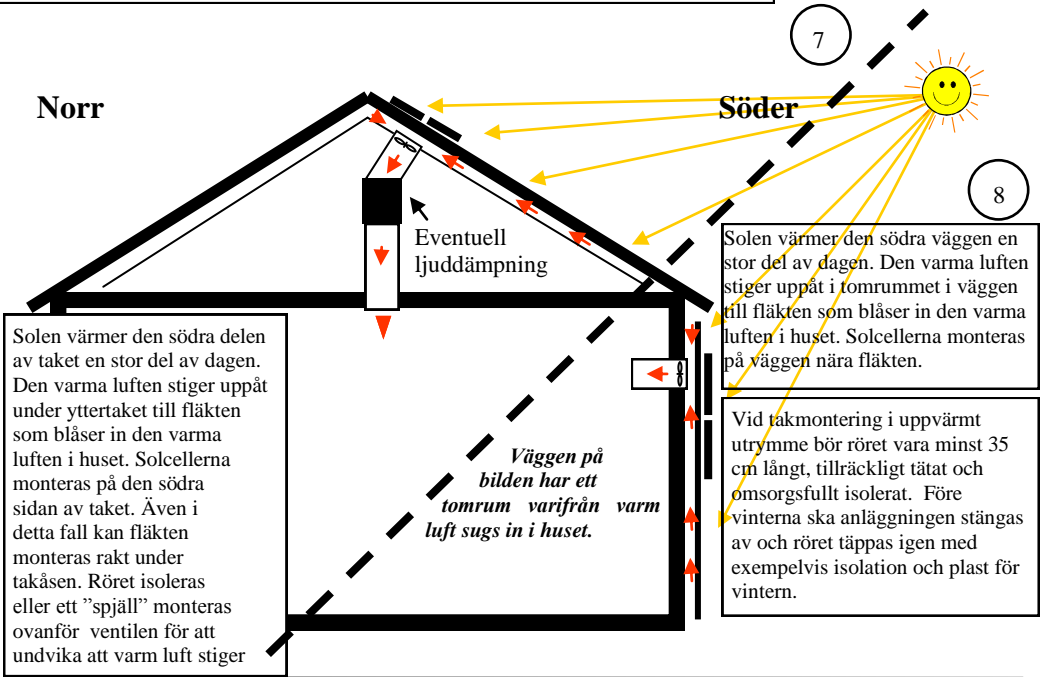 7
Norr
Söder
8
Eventuell
ljuddämpning
Solen värmer den södra väggen en
stor del av dagen. Den varma luften
stiger uppåt i tomrummet i väggen
till fläkten som blåser in den varma
luften i huset. Solcellerna monteras
på väggen nära fläkten.
Solen värmer den södra delen
av taket en stor del av dagen.
Den varma luften stiger uppåt
under yttertaket till fläkten
som blåser in den varma
luften i huset. Solcellerna
monteras på den södra
sidan av taket. Även i
detta fall kan fläkten
monteras rakt under
takåsen. Röret isoleras
eller ett ”spjäll” monteras
ovanför ventilen för att
undvika att varm luft stiger
Väggen på
bilden har ett
tomrum varifrån varm
luft sugs in i huset.
Vid takmontering i uppvärmt
utrymme bör röret vara minst 35
cm långt, tillräckligt tätat och
omsorgsfullt isolerat. Före
vinterna ska anläggningen stängas
av och röret täppas igen med
exempelvis isolation och plast för
vintern.